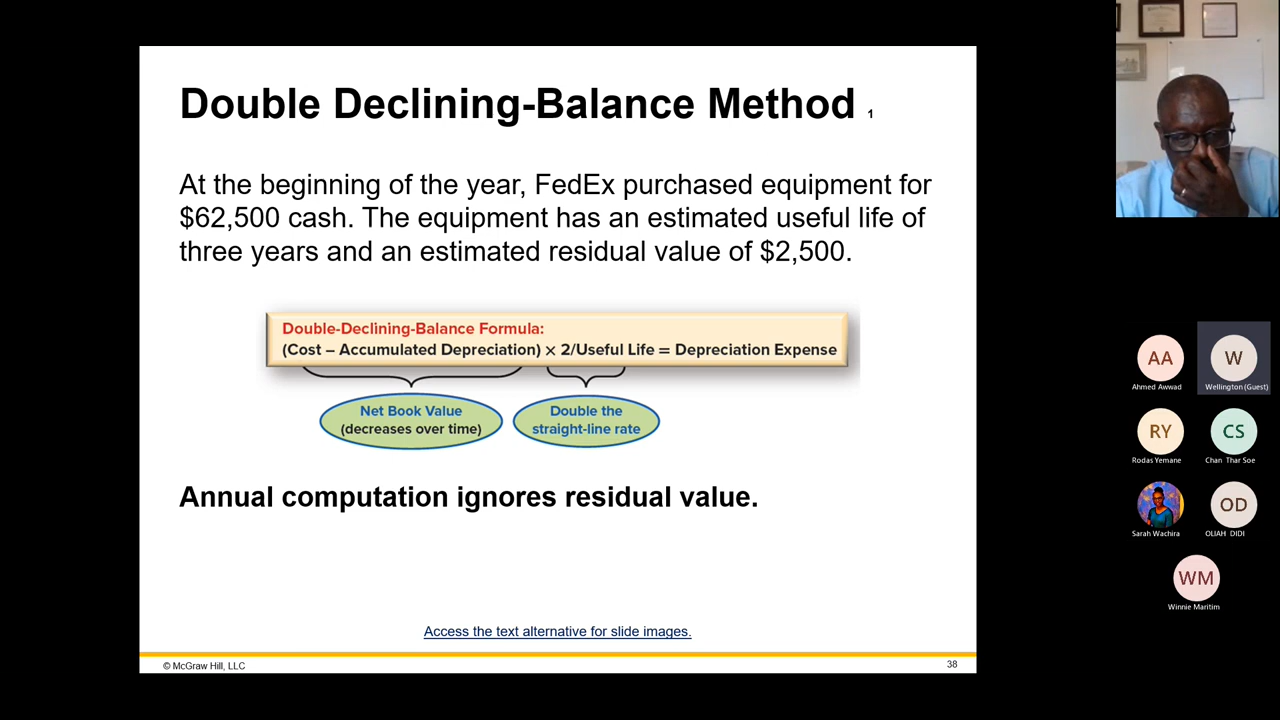 Double Declining-Balance Method 1
At the beginning of the year, FedEx purchased equipment for
$62,500 cash. The equipment has an estimated useful life of
three years and an estimated residual value of $2,500.
Double-Declining-Balance Formula:
(Cost – Accumulated Depreciation) × 2/Useful Life = Depreciation Expense
Net Book Value
(decreases over time)
Double the
straight-line rate
Annual computation ignores residual value.
Access the text alternative for slide images.
© McGraw Hill, LLC
38
AA
Ahmed Awwad
W
Wellington (Guest)
RY
Rodas Yemane
CS
Chan Thar Soe
Sarah Wachira
OD
OLIAH DIDI
WM
Winnie Maritim